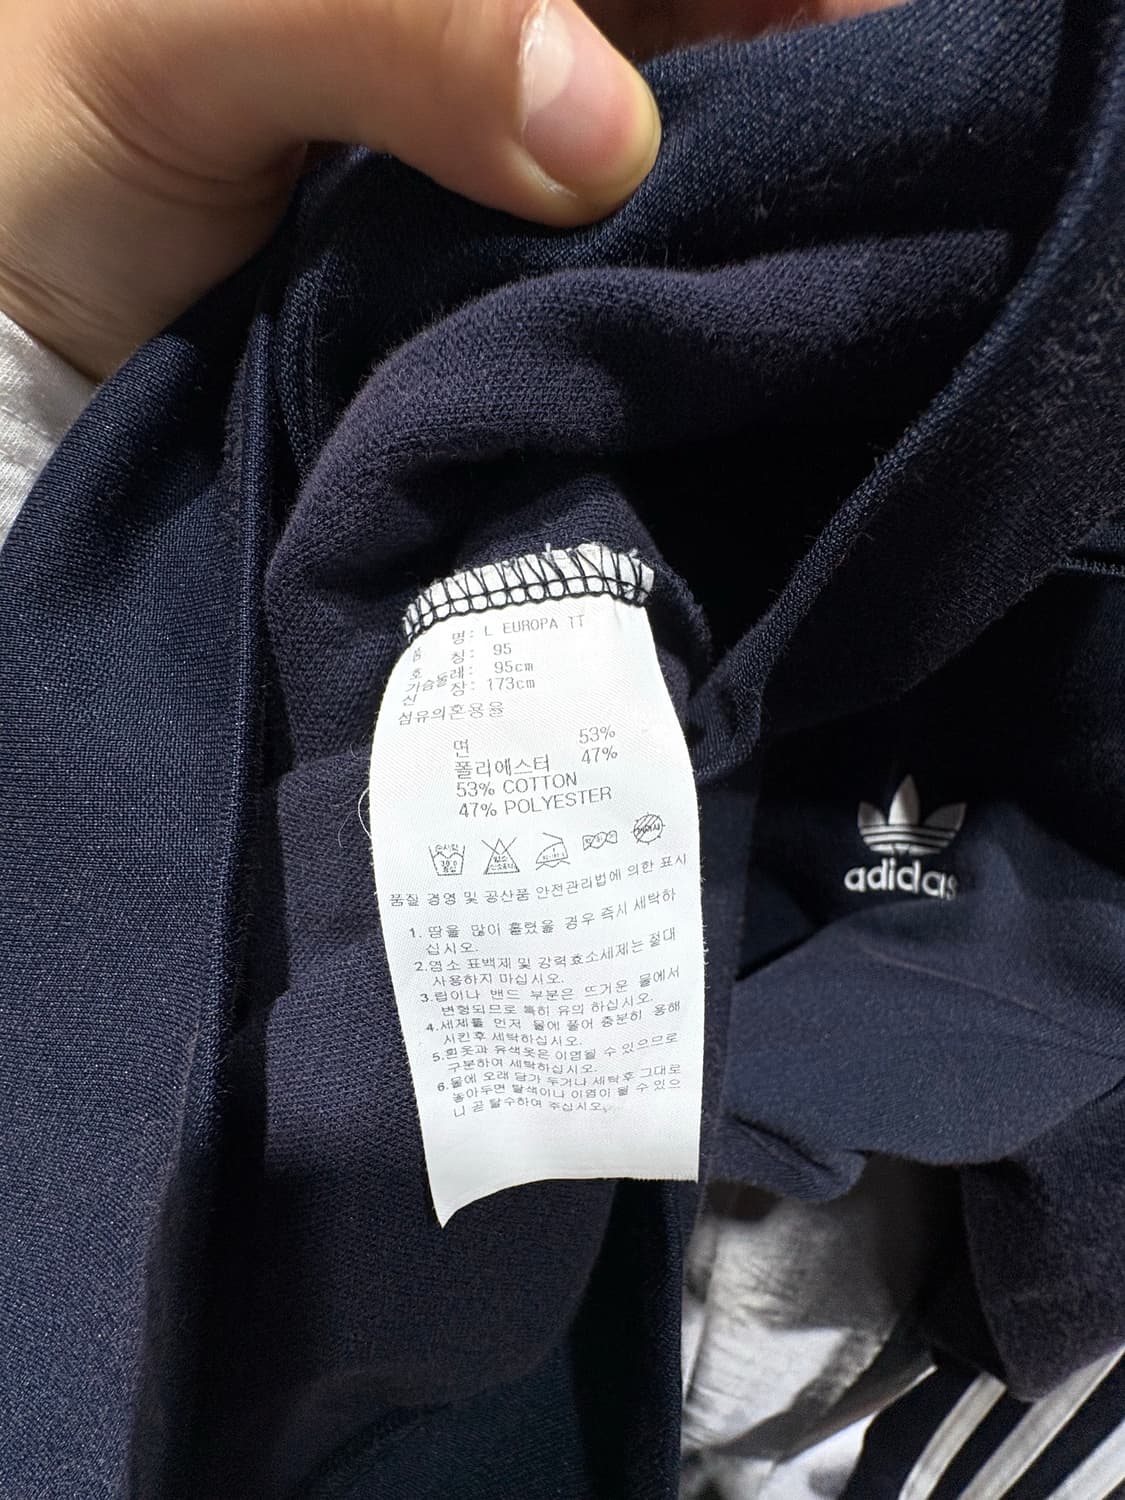 품 명: L EUROPA TT
호 칭: 95
가슴둘레: 95cm
신 장: 173cm
섬유의혼용율
면 53%
폴리에스터 47%
53% COTTON
47% POLYESTER
adidas
품질 경영 및 공산품 안전관리법에 의한 표시
1. 땀을 많이 흘렸을 경우 즉시 세탁하
십시오.
2.염소 표백제 및 강력효소세제는 절대
사용하지 마십시오.
3.립이나 밴드 부분은 뜨거운 물에서
변형되므로 특히 유의 하십시오.
4.세제를 먼저 물에 풀어 충분히 용해
시킨후 세탁하십시오.
5.흰옷과 유색옷은 이염될 수 있으므로
구분하여 세탁하십시오.
6.물에 오래 담가 두거나 세탁후 그대로
놓아두면 탈색이나 이염이 될 수 있으
니 곧 탈수하여 주십시오.